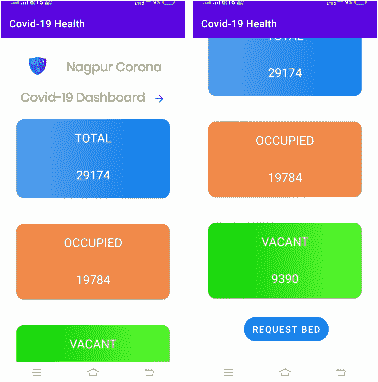 Covid-19 Health
Nagpur Corona
Covid-19 Dashboard
TOTAL
29174
OCCUPIED
19784
VACANT
Covid-19 Health
TOTAL
29174
OCCUPIED
19784
VACANT
9390
REQUEST BED